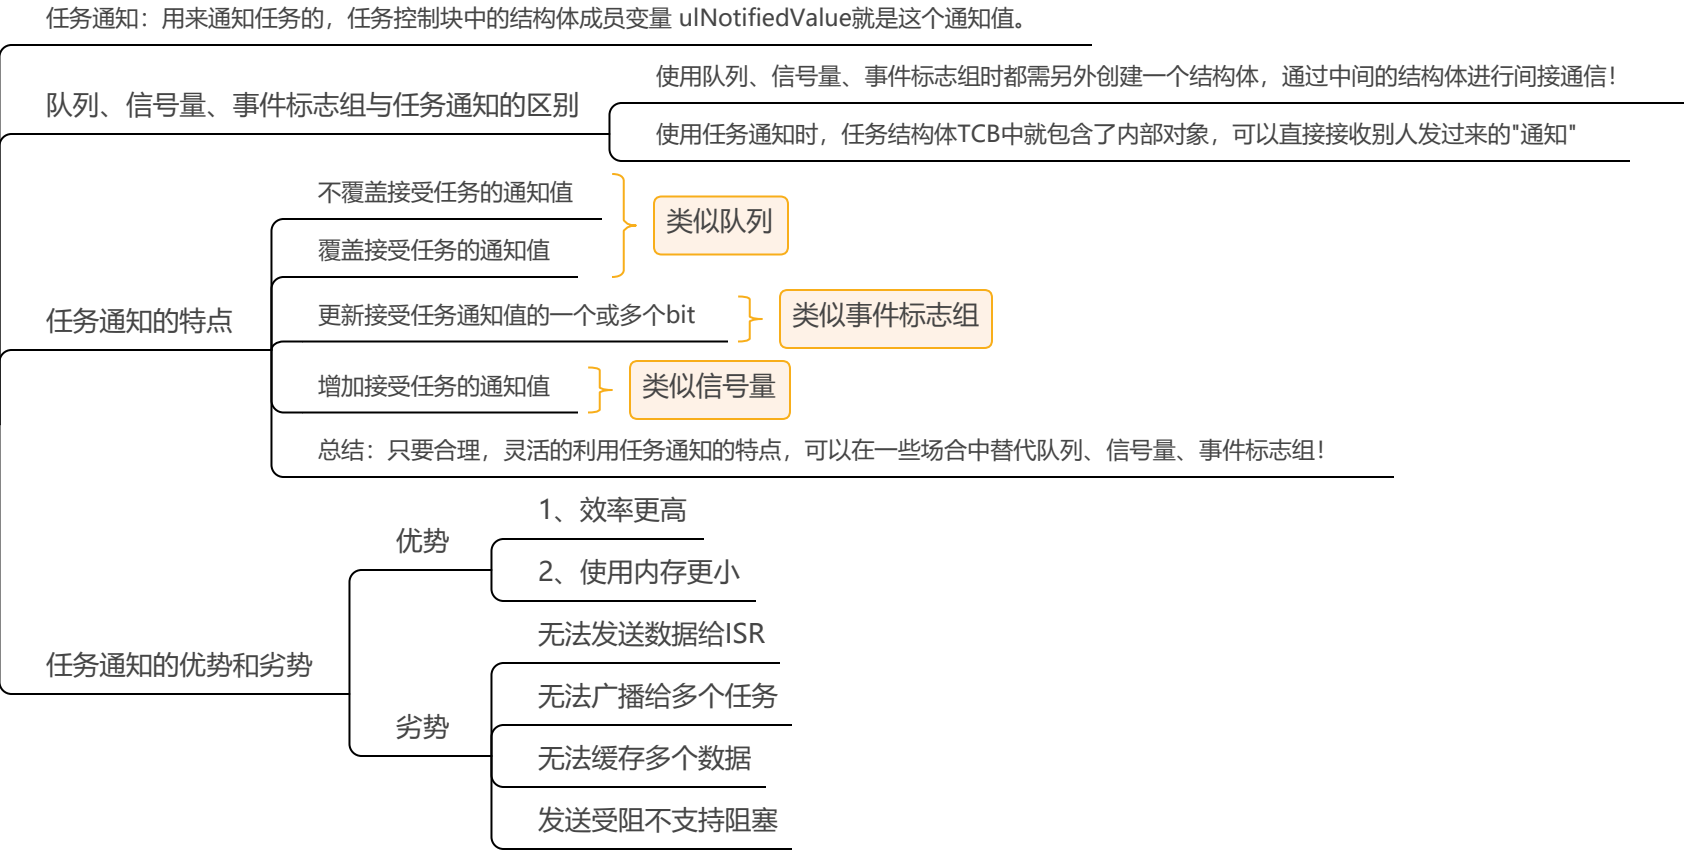 任务通知：用来通知任务的，任务控制块中的结构体成员变量 ulNotifiedValue就是这个通知值。
队列、信号量、事件标志组与任务通知的区别
使用队列、信号量、事件标志组时都需另外创建一个结构体，通过中间的结构体进行间接通信！
使用任务通知时，任务结构体TCB中就包含了内部对象，可以直接接收别人发过来的"通知"
任务通知的特点
不覆盖接受任务的通知值
覆盖接受任务的通知值
类似队列
更新接受任务通知值的一个或多个bit
类似事件标志组
增加接受任务的通知值
类似信号量
总结：只要合理，灵活的利用任务通知的特点，可以在一些场合中替代队列、信号量、事件标志组！
任务通知的优势和劣势
优势
1、效率更高
2、使用内存更小
劣势
无法发送数据给ISR
无法广播给多个任务
无法缓存多个数据
发送受阻不支持阻塞